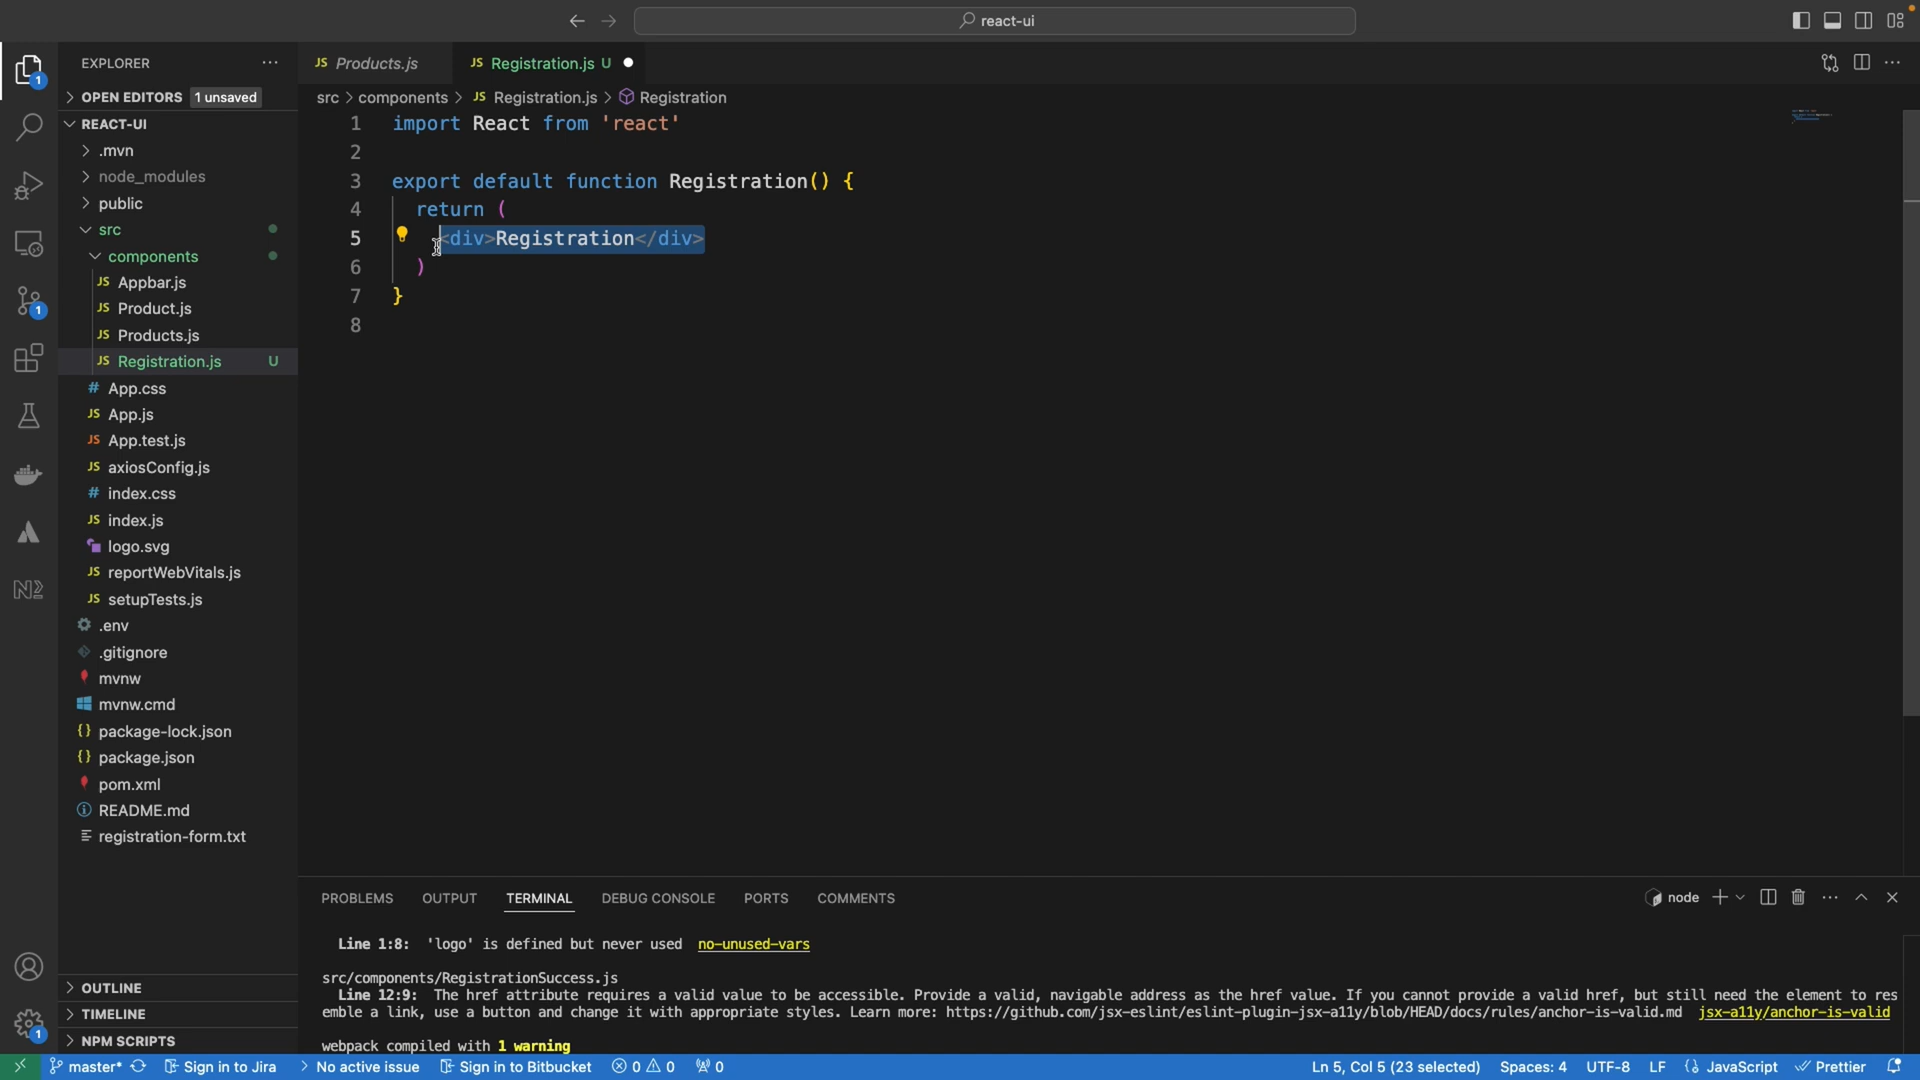 react-ui
EXPLORER
OPEN EDITORS 1 unsaved
REACT-UI
.mvn
node_modules
public
src
components
JS Appbar.js
JS Product.js
JS Products.js
JS Registration.js U
# App.css
JS App.js
JS App.test.js
JS axiosConfig.js
# index.css
JS index.js
logo.svg
JS reportWebVitals.js
JS setupTests.js
.env
.gitignore
mvnw
mvnw.cmd
{} package-lock.json
{} package.json
pom.xml
README.md
registration-form.txt
OUTLINE
TIMELINE
NPM SCRIPTS
1
1
1
JS Products.js
JS Registration.js U
src > components > JS Registration.js > Registration
1 import React from 'react'
2
3 export default function Registration() {
4 return (
5 <div>Registration</div>
6 )
7 }
8
PROBLEMS OUTPUT TERMINAL DEBUG CONSOLE PORTS COMMENTS
node
Line 1:8: 'logo' is defined but never used no-unused-vars
src/components/RegistrationSuccess.js
Line 12:9: The href attribute requires a valid value to be accessible. Provide a valid, navigable address as the href value. If you cannot provide a valid href, but still need the element to res
emble a link, use a button and change it with appropriate styles. Learn more: https://github.com/jsx-eslint/eslint-plugin-jsx-a11y/blob/HEAD/docs/rules/anchor-is-valid.md jsx-a11y/anchor-is-valid
webpack compiled with 1 warning
master* Sign in to Jira No active issue Sign in to Bitbucket 0 0 0 Ln 5, Col 5 (23 selected) Spaces: 4 UTF-8 LF JavaScript Prettier